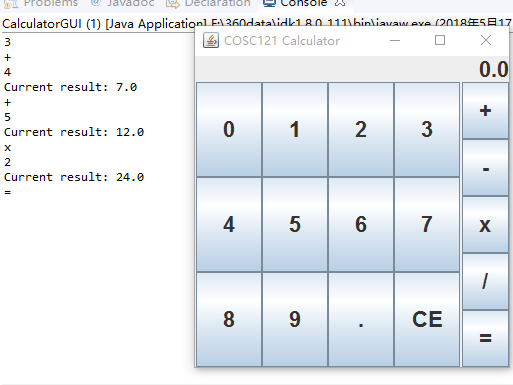 Problems @ Javadoc Declaration Console
CalculatorGUI (1) [Java Application] F:\360data\jdk1.8.0_111\bin\javaw.exe (2018年5月17
3
+
4
Current result: 7.0
+
5
Current result: 12.0
x
2
Current result: 24.0
=
COSC121 Calculator
0.0
0 1 2 3 +
-
4 5 6 7 x
/
8 9 . CE =